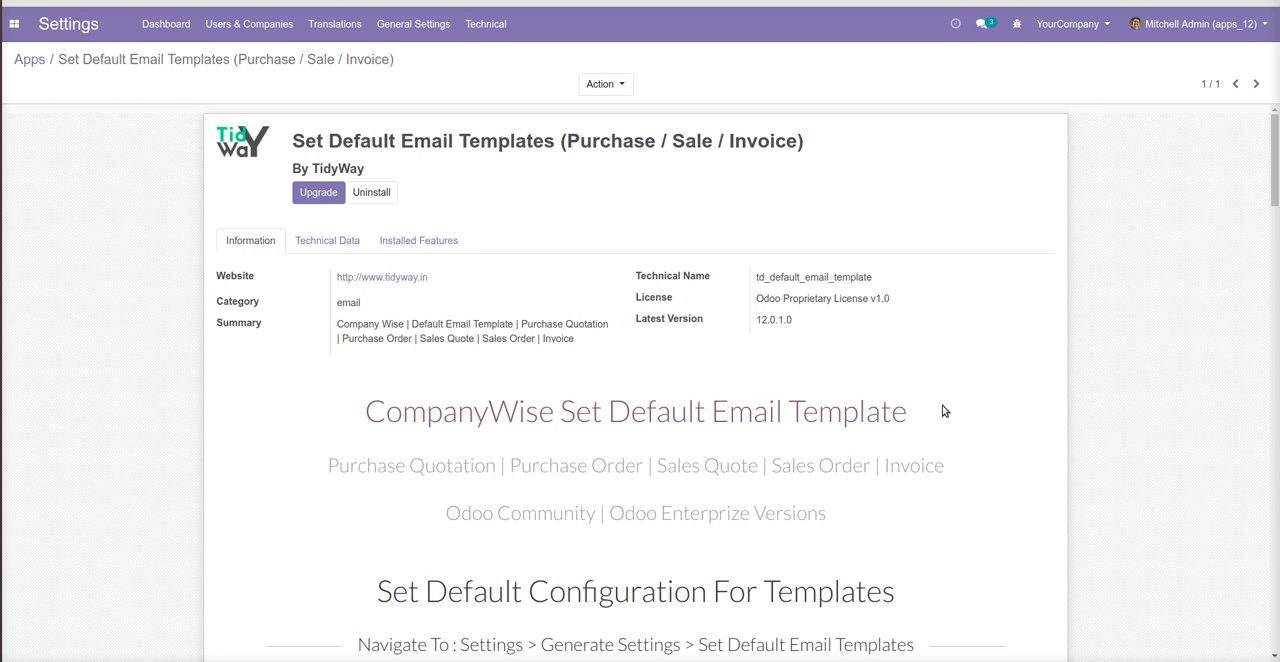 Settings Dashboard Users & Companies Translations General Settings Technical 3 YourCompany Mitchell Admin (apps_12)
Apps / Set Default Email Templates (Purchase / Sale / Invoice)
Action 1 / 1
TidY
WaY
Set Default Email Templates (Purchase / Sale / Invoice)
By TidyWay
Upgrade Uninstall
Information Technical Data Installed Features
Website http://www.tidyway.in
Category email
Summary Company Wise | Default Email Template | Purchase Quotation
| Purchase Order | Sales Quote | Sales Order | Invoice
Technical Name td_default_email_template
License Odoo Proprietary License v1.0
Latest Version 12.0.1.0
CompanyWise Set Default Email Template
Purchase Quotation | Purchase Order | Sales Quote | Sales Order | Invoice
Odoo Community | Odoo Enterprize Versions
Set Default Configuration For Templates
Navigate To : Settings > Generate Settings > Set Default Email Templates